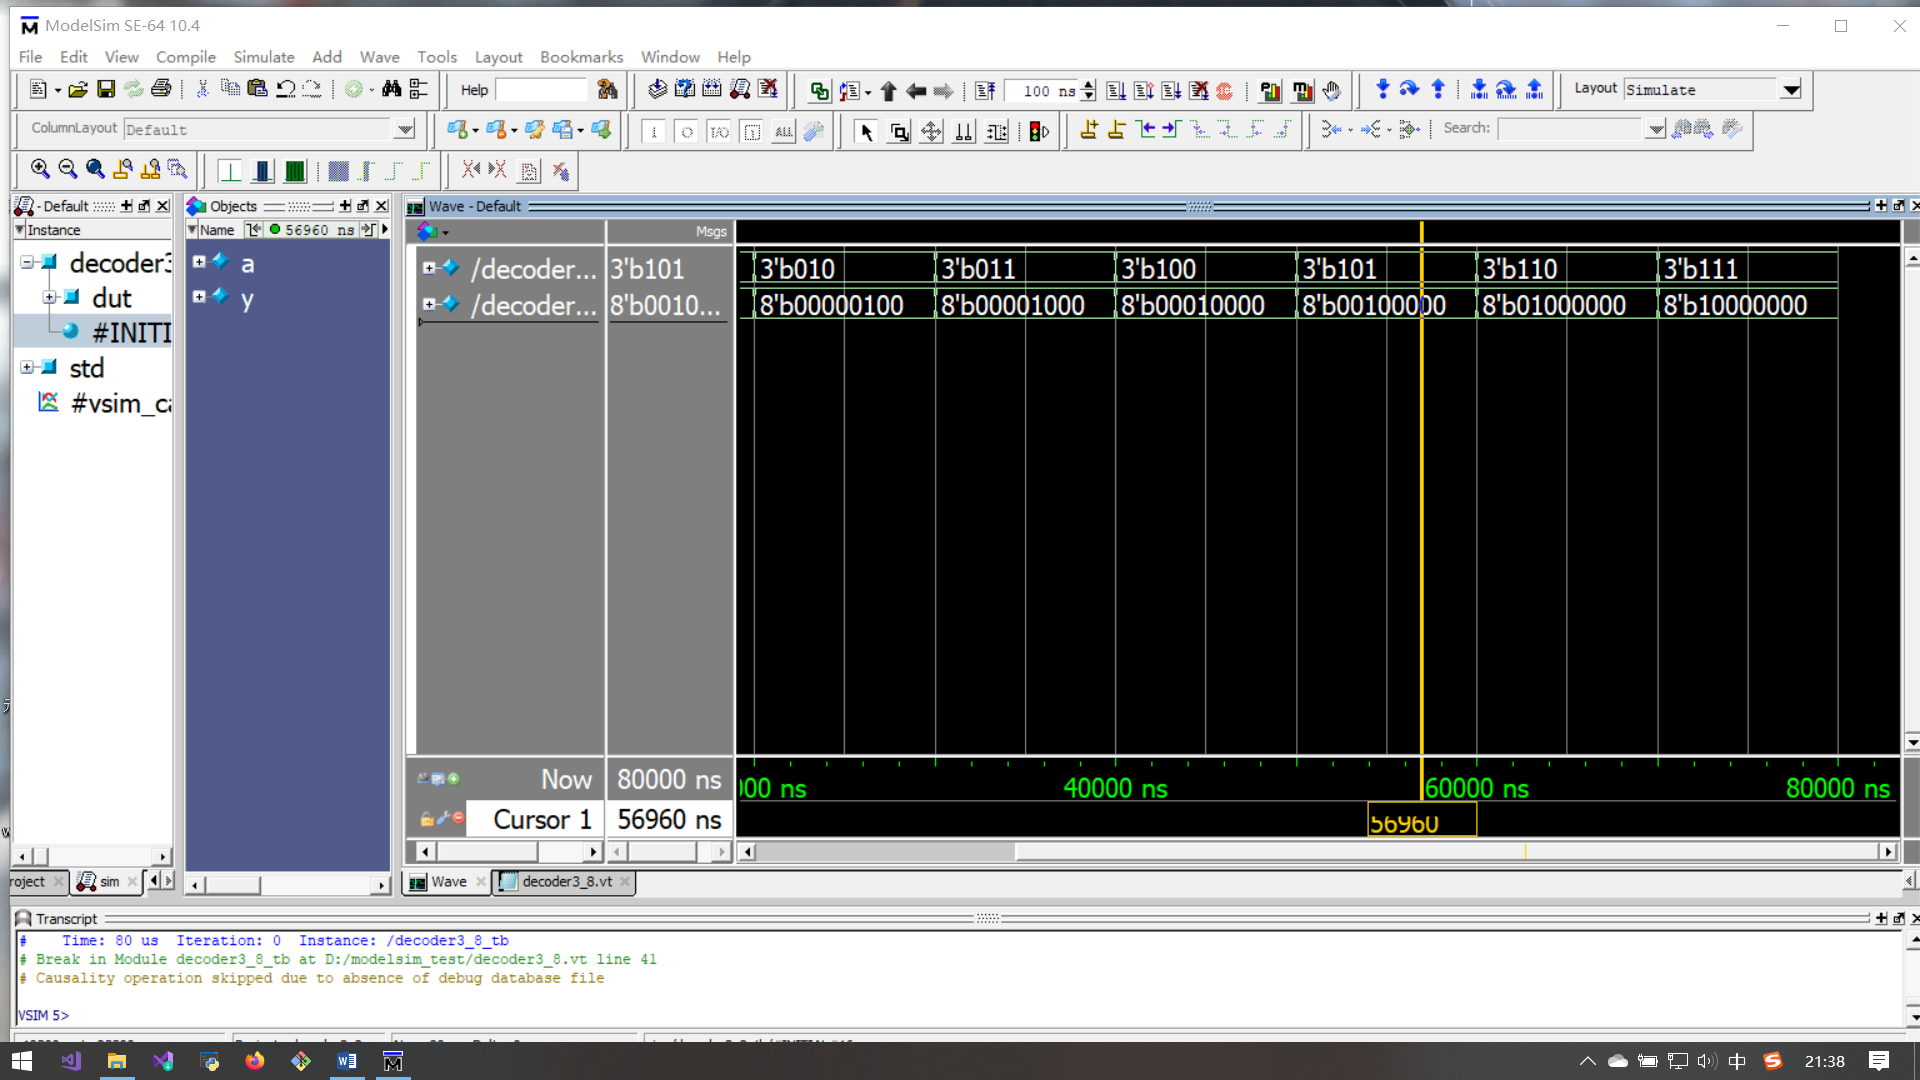 ModelSim SE-64 10.4
File Edit View Compile Simulate Add Wave Tools Layout Bookmarks Window Help
Help
100 ns
Layout Simulate
ColumnLayout Default
ALL
Search:
- Default
Instance
decoder3
dut
#INITI
std
#vsim_ca
Objects
Name 56960 ns
a
y
Wave - Default
Msgs
/decoder... 3'b101 3'b010 3'b011 3'b100 3'b101 3'b110 3'b111
/decoder... 8'b0010... 8'b00000100 8'b00001000 8'b00010000 8'b00100000 8'b01000000 8'b10000000
Now 80000 ns 000 ns 40000 ns 60000 ns 80000 ns
Cursor 1 56960 ns 56960
roject sim
Wave decoder3_8.vt
Transcript
# Time: 80 us Iteration: 0 Instance: /decoder3_8_tb
# Break in Module decoder3_8_tb at D:/modelsim_test/decoder3_8.vt line 41
# Causality operation skipped due to absence of debug database file
VSIM 5>
中 21:38